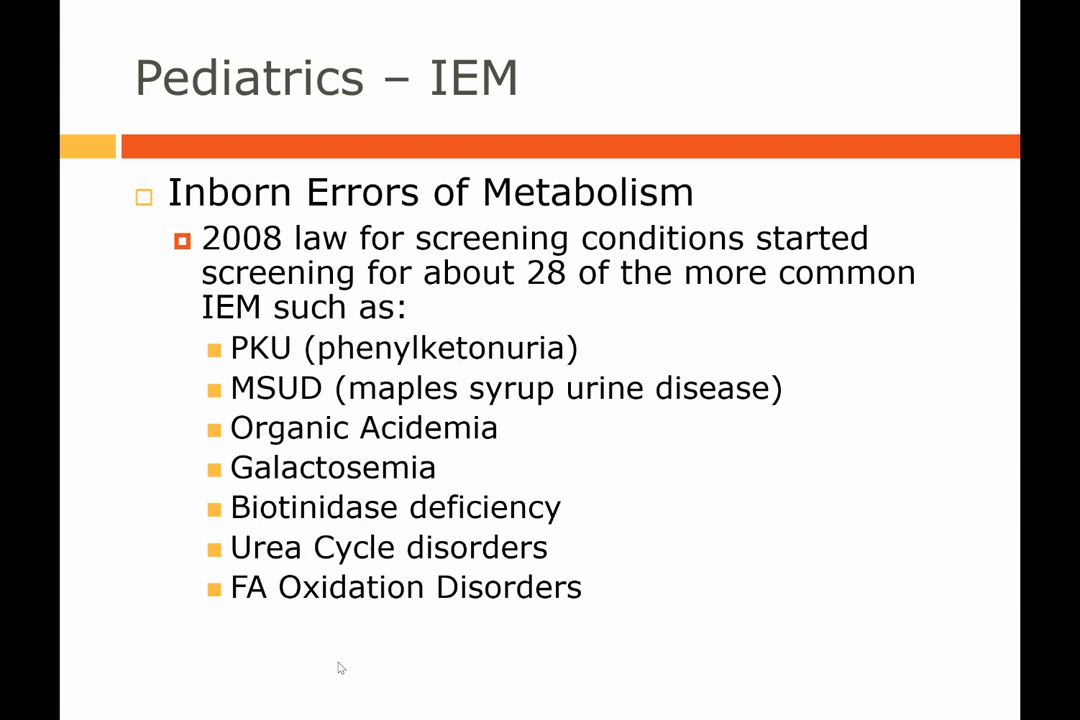 Pediatrics – IEM
Inborn Errors of Metabolism
2008 law for screening conditions started
screening for about 28 of the more common
IEM such as:
PKU (phenylketonuria)
MSUD (maples syrup urine disease)
Organic Acidemia
Galactosemia
Biotinidase deficiency
Urea Cycle disorders
FA Oxidation Disorders